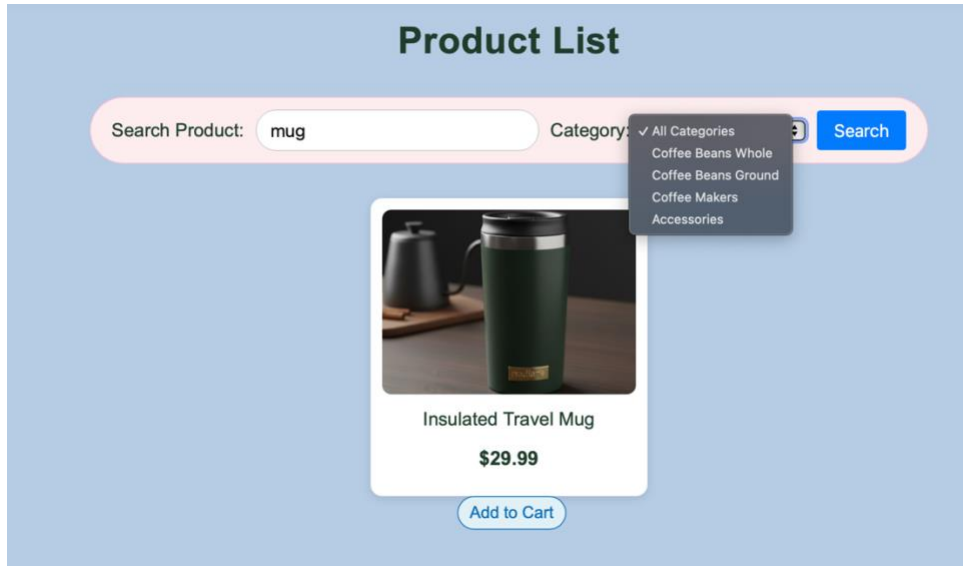 Product List
Search Product: mug Category: Search
✓ All Categories
Coffee Beans Whole
Coffee Beans Ground
Coffee Makers
Accessories
Insulated Travel Mug
$29.99
Add to Cart